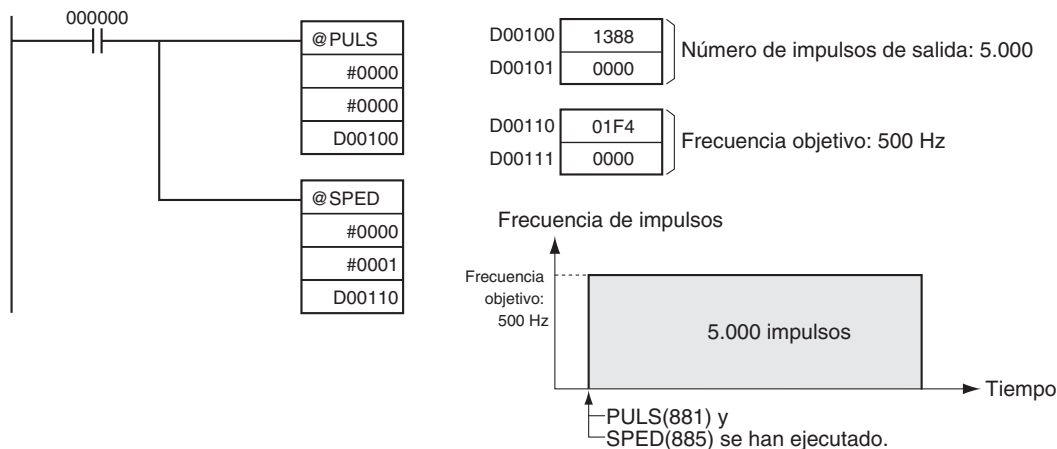 000000
@PULS
#0000
#0000
D00100
@SPED
#0000
#0001
D00110
D00100 1388
D00101 0000
Número de impulsos de salida: 5.000
D00110 01F4
D00111 0000
Frecuencia objetivo: 500 Hz
Frecuencia de impulsos
Frecuencia
objetivo:
500 Hz
5.000 impulsos
Tiempo
PULS(881) y
SPED(885) se han ejecutado.